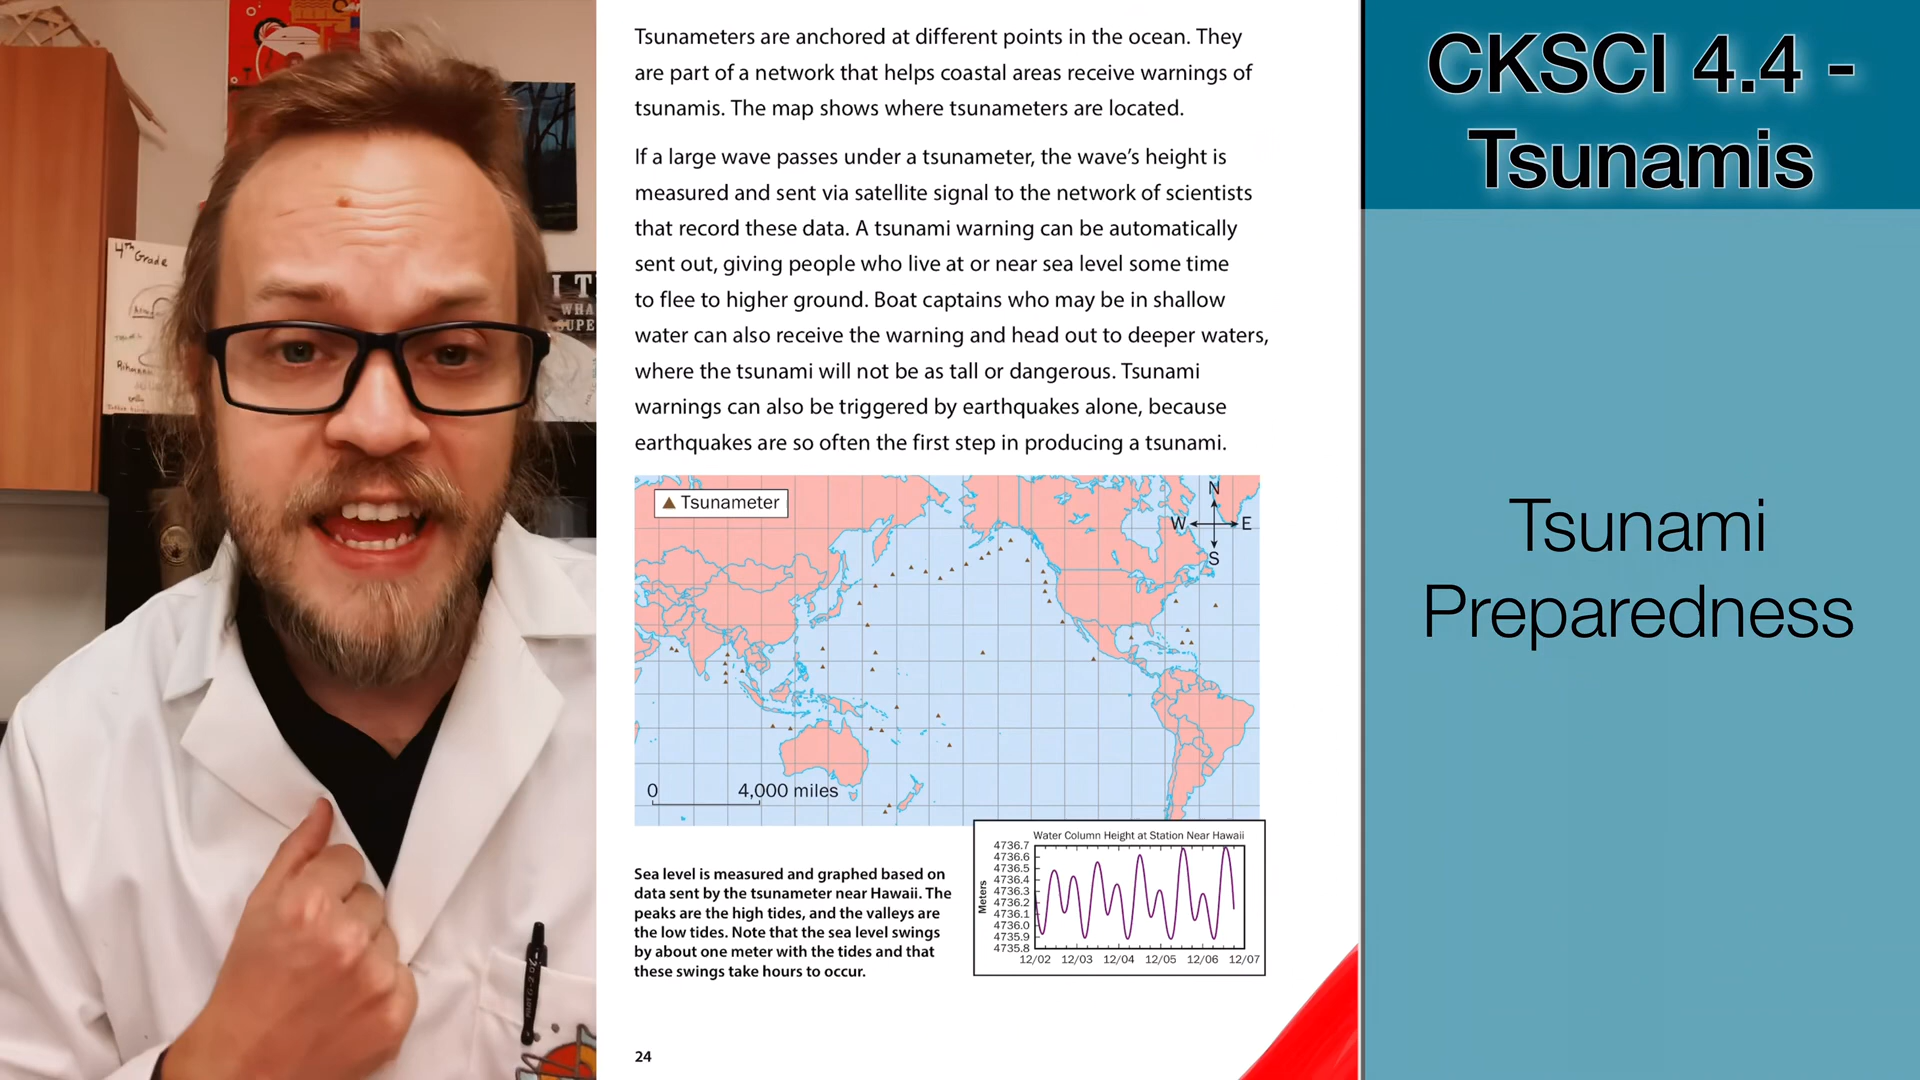 4th Grade
I T
WHA
SUPE
Tsunameters are anchored at different points in the ocean. They
are part of a network that helps coastal areas receive warnings of
tsunamis. The map shows where tsunameters are located.
If a large wave passes under a tsunameter, the wave's height is
measured and sent via satellite signal to the network of scientists
that record these data. A tsunami warning can be automatically
sent out, giving people who live at or near sea level some time
to flee to higher ground. Boat captains who may be in shallow
water can also receive the warning and head out to deeper waters,
where the tsunami will not be as tall or dangerous. Tsunami
warnings can also be triggered by earthquakes alone, because
earthquakes are so often the first step in producing a tsunami.
Tsunameter
N
W E
S
0 4,000 miles
Sea level is measured and graphed based on
data sent by the tsunameter near Hawaii. The
peaks are the high tides, and the valleys are
the low tides. Note that the sea level swings
by about one meter with the tides and that
these swings take hours to occur.
Water Column Height at Station Near Hawaii
Meters
4736.7
4736.6
4736.5
4736.4
4736.3
4736.2
4736.1
4736.0
4735.9
4735.8
12/02 12/03 12/04 12/05 12/06 12/07
24
CKSCI 4.4 -
Tsunamis
Tsunami
Preparedness